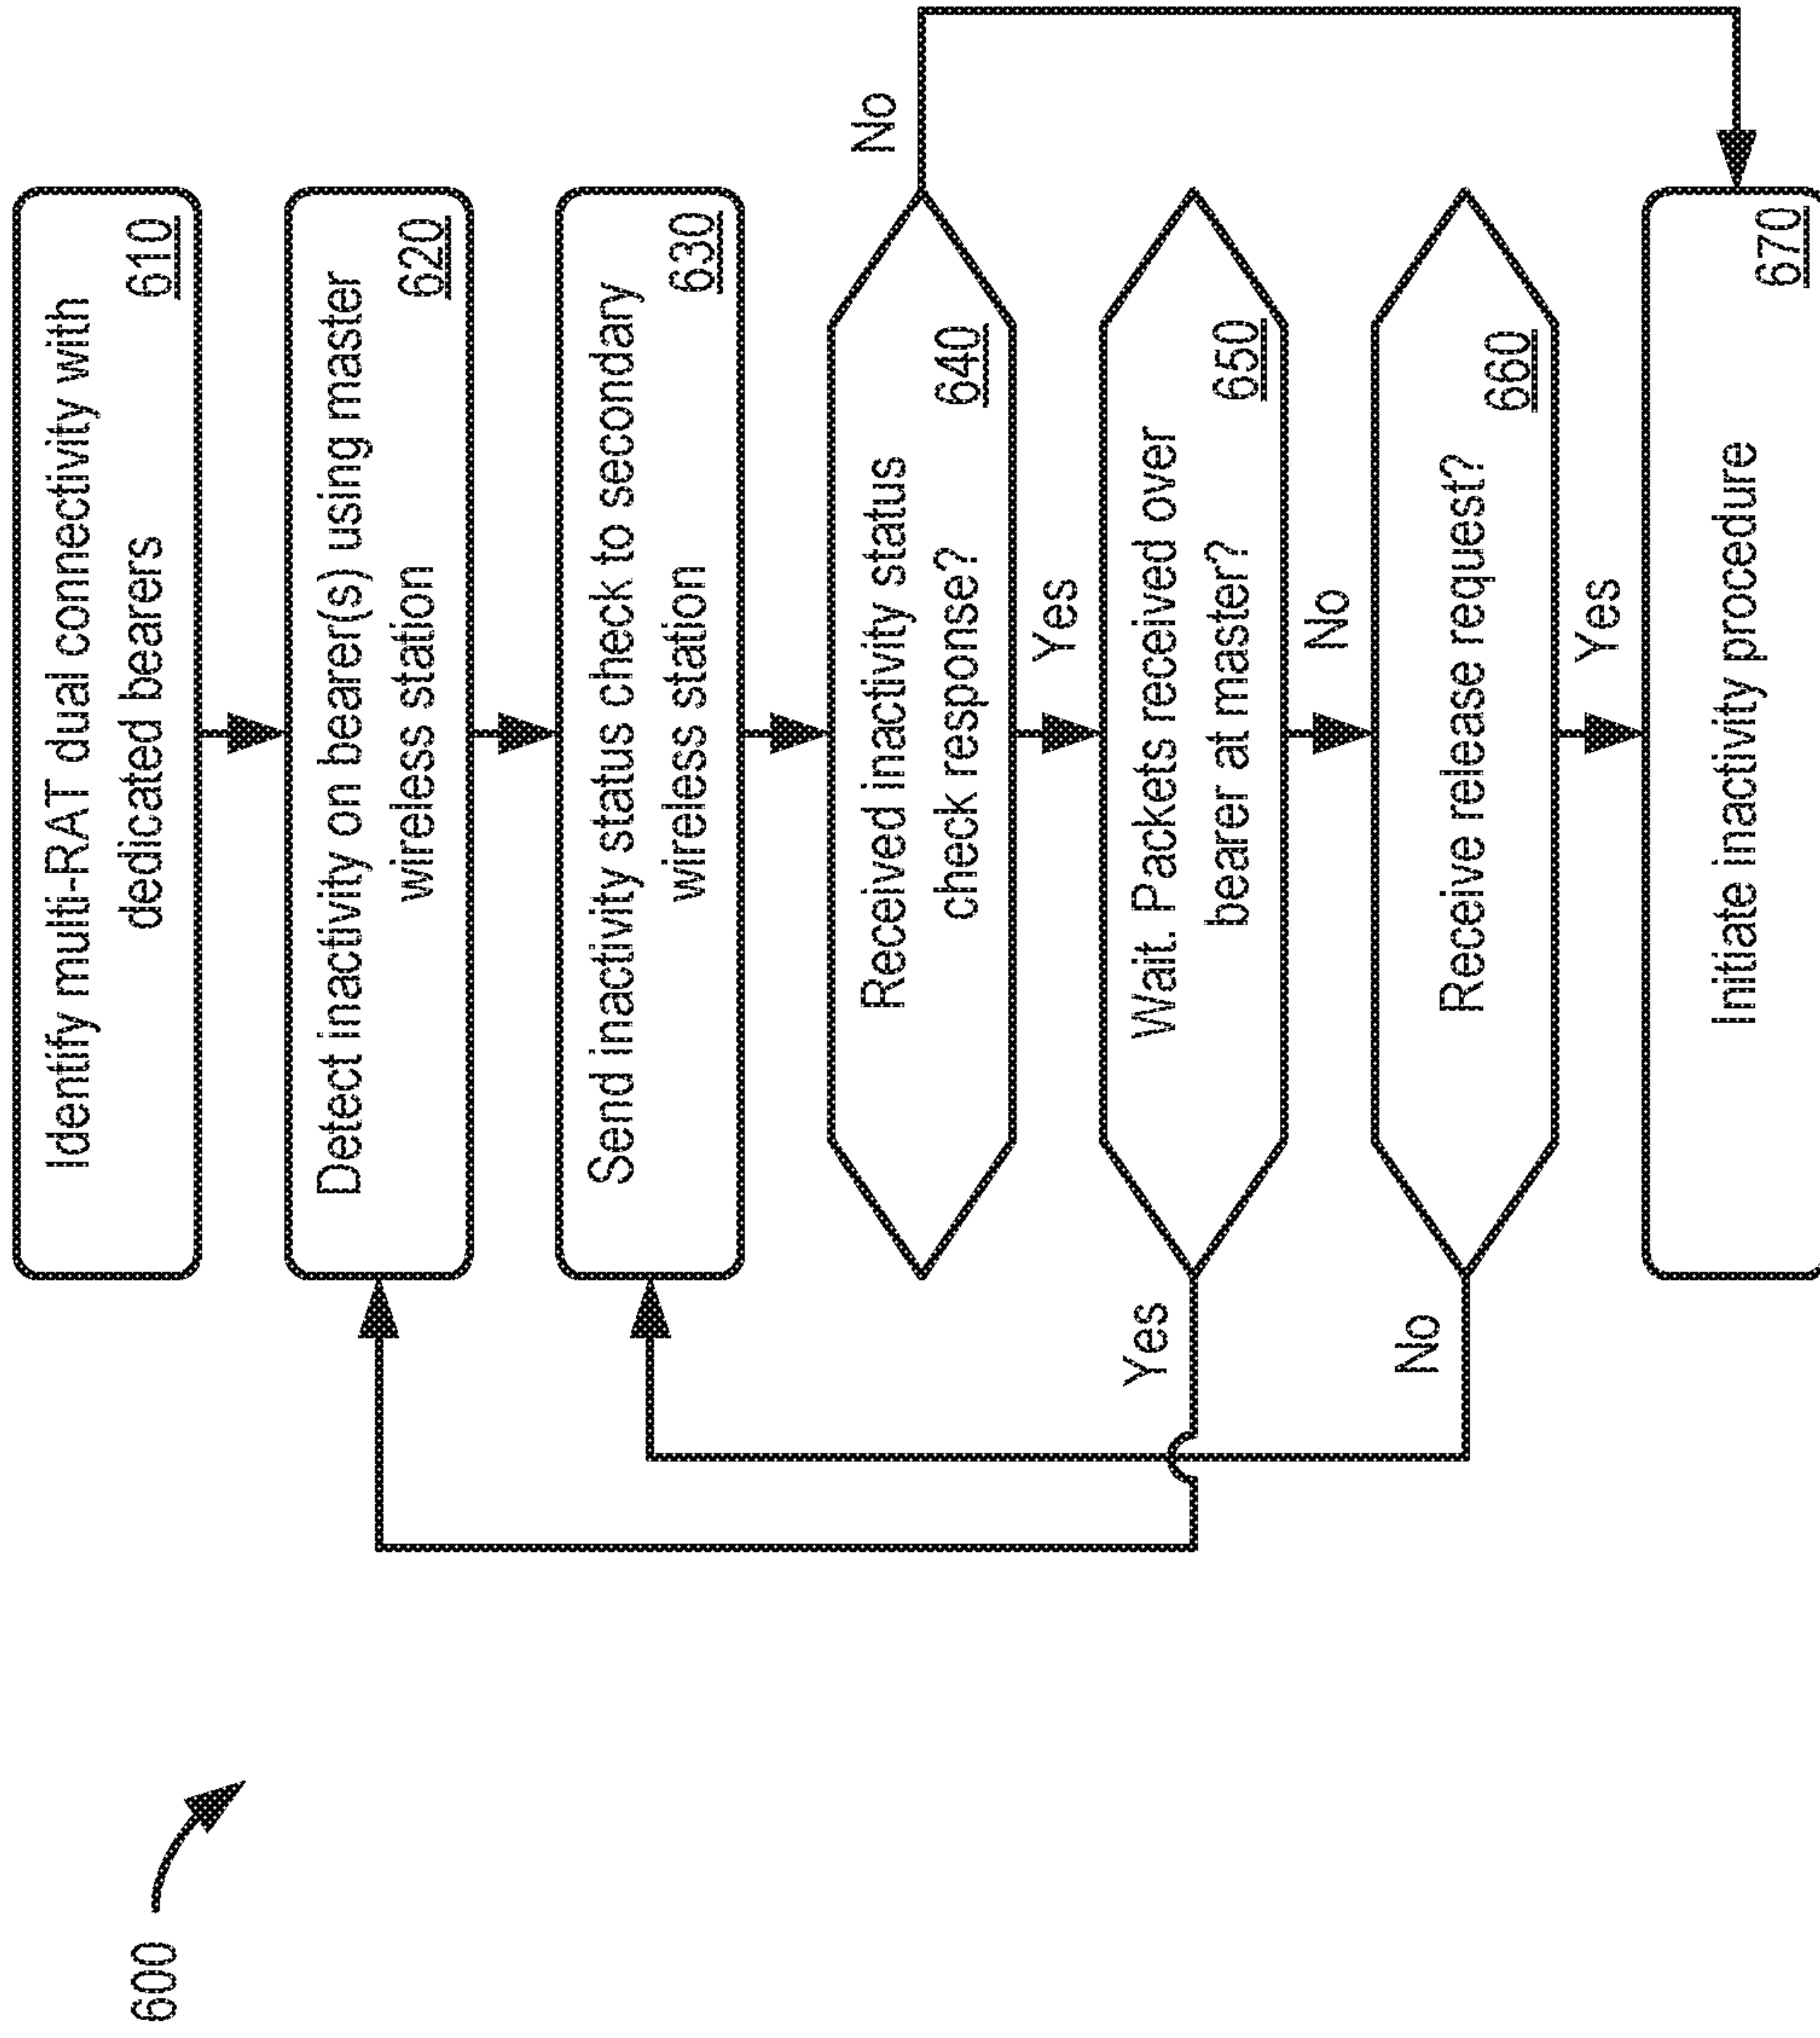 600
Identify multi-RAT dual connectivity with
dedicated bearers
610
Detect inactivity on bearer(s) using master
wireless station
620
Send inactivity status check to secondary
wireless station
630
Received inactivity status
check response?
640
No
Yes
Wait. Packets received over
bearer at master?
650
Yes
No
Receive release request?
660
No
Yes
Initiate inactivity procedure
670